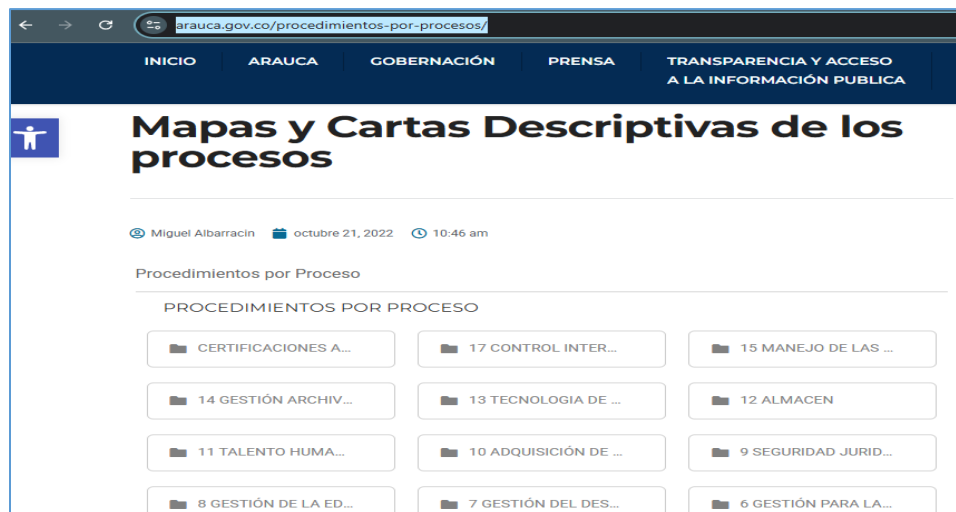 arauca.gov.co/procedimientos-por-procesos/
INICIO ARAUCA GOBERNACIÓN PRENSA TRANSPARENCIA Y ACCESO
A LA INFORMACIÓN PUBLICA
Mapas y Cartas Descriptivas de los
procesos
Miguel Albarracin octubre 21, 2022 10:46 am
Procedimientos por Proceso
PROCEDIMIENTOS POR PROCESO
CERTIFICACIONES A... 17 CONTROL INTER... 15 MANEJO DE LAS ...
14 GESTIÓN ARCHIV... 13 TECNOLOGIA DE ... 12 ALMACEN
11 TALENTO HUMA... 10 ADQUISICIÓN DE ... 9 SEGURIDAD JURID...
8 GESTIÓN DE LA ED... 7 GESTIÓN DEL DES... 6 GESTIÓN PARA LA...